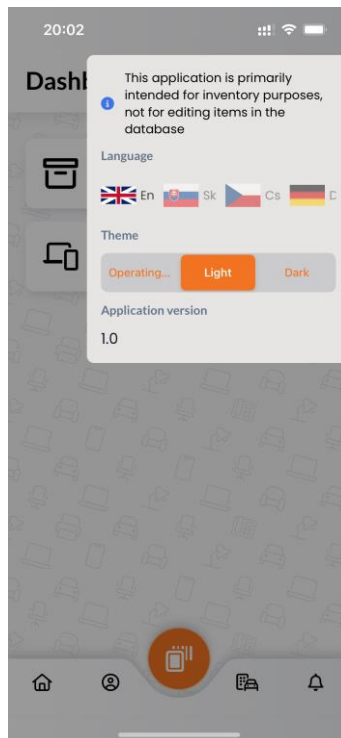 20:02
Dashb
This application is primarily
intended for inventory purposes,
not for editing items in the
database
Language
En Sk Cs D
Theme
Operating... Light Dark
Application version
1.0